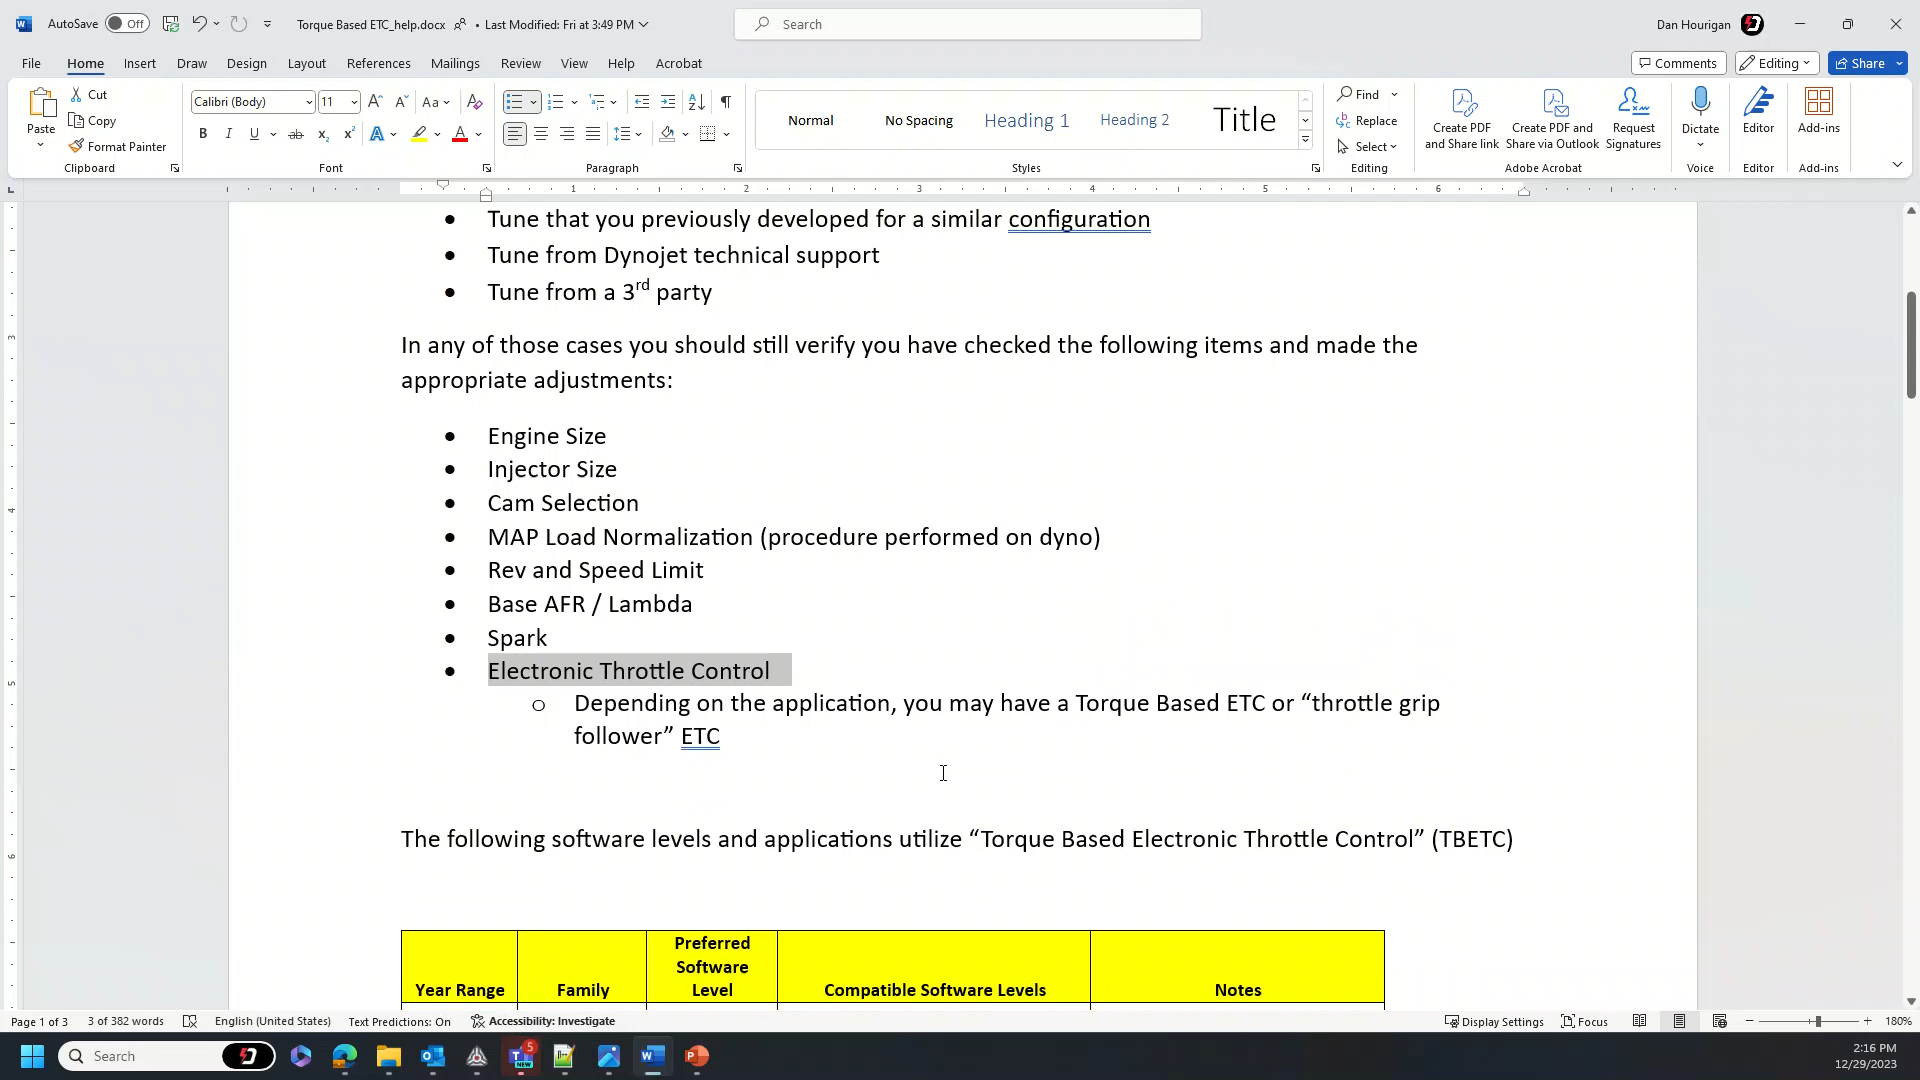 AutoSave Off Torque Based ETC_help.docx • Last Modified: Fri at 3:49 PM Search Dan Hourigan
File Home Insert Draw Design Layout References Mailings Review View Help Acrobat Comments Editing Share
Paste Cut Copy Format Painter Clipboard
Calibri (Body) 11 Font
Paragraph
Normal No Spacing Heading 1 Heading 2 Title Styles
Find Replace Select Editing
Create PDF and Share link Create PDF and Share via Outlook Request Signatures Adobe Acrobat
Dictate Voice
Editor Editor
Add-ins Add-ins
1 2 3 4 5 6
• Tune that you previously developed for a similar configuration
• Tune from Dynojet technical support
• Tune from a 3rd party
In any of those cases you should still verify you have checked the following items and made the
appropriate adjustments:
• Engine Size
• Injector Size
• Cam Selection
• MAP Load Normalization (procedure performed on dyno)
• Rev and Speed Limit
• Base AFR / Lambda
• Spark
• Electronic Throttle Control
o Depending on the application, you may have a Torque Based ETC or “throttle grip
follower” ETC
The following software levels and applications utilize “Torque Based Electronic Throttle Control” (TBETC)
Year Range Family Preferred Software Level Compatible Software Levels Notes
Page 1 of 3 3 of 382 words English (United States) Text Predictions: On Accessibility: Investigate Display Settings Focus 180%
Search 5 NEW 2:16 PM
12/29/2023